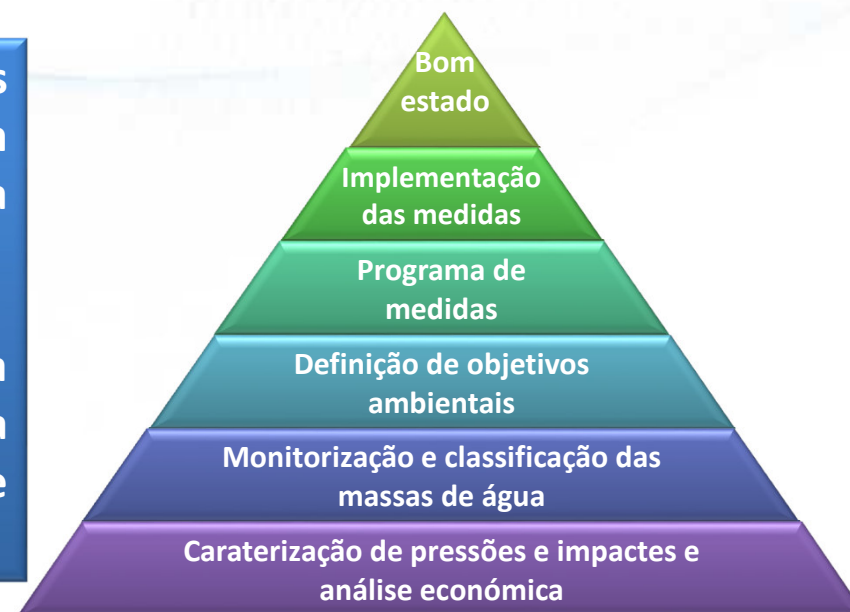 Bom
estado
Implementação
das medidas
Programa de
medidas
Definição de objetivos
ambientais
Monitorização e classificação das
massas de água
Caraterização de pressões e impactes e
análise económica